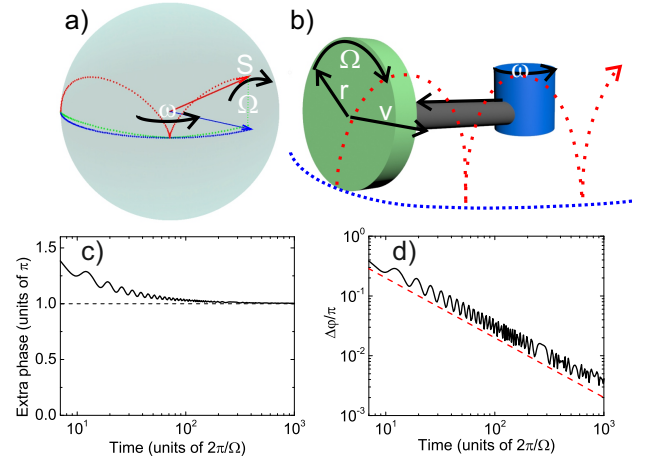 a)
S
ω
Ω
b)
Ω
r
v
ω
c)
Extra phase (units of π)
1.5
1.0
0.5
0.0
10¹
10²
10³
Time (units of 2π/Ω)
d)
Δφ/π
10⁰
10⁻¹
10⁻²
10⁻³
10¹
10²
10³
Time (units of 2π/Ω)